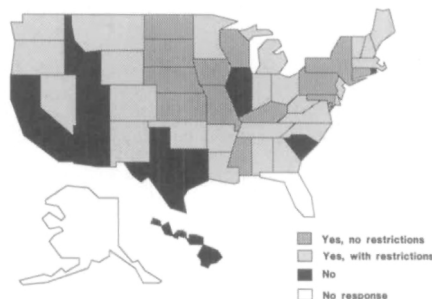 Yes, no restrictions
Yes, with restrictions
No
No response